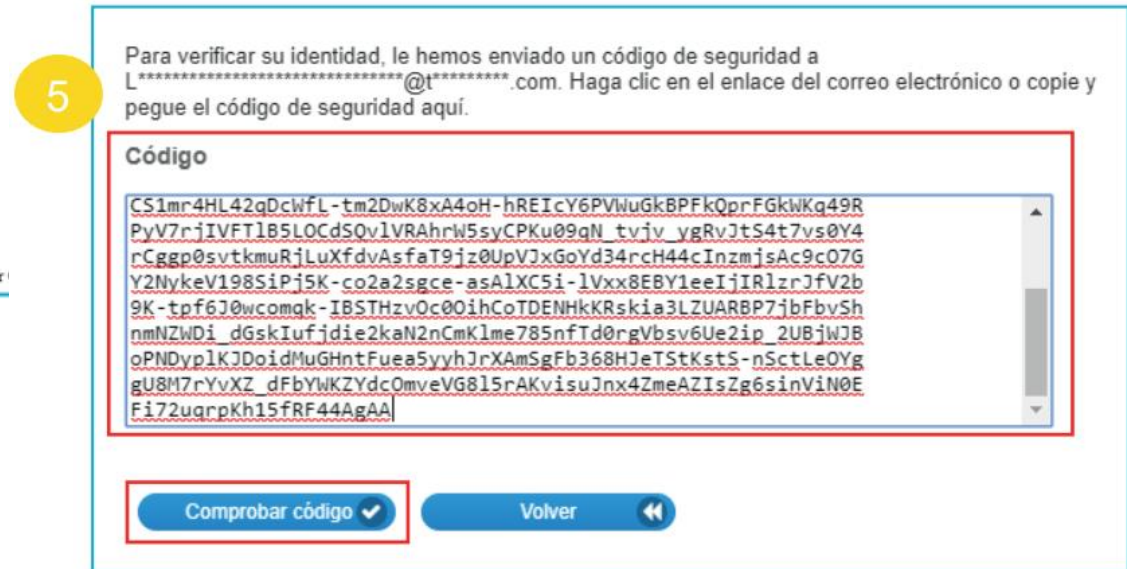 5
Para verificar su identidad, le hemos enviado un código de seguridad a
L*******************************@t*********.com. Haga clic en el enlace del correo electrónico o copie y
pegue el código de seguridad aquí.
Código
CS1mr4HL42qDcWfL-tm2DwK8xA4oH-hREIcY6PVWuGkBPFkQprFGkWKq49R
PyV7rjIVFTlB5LOCdSQvlVRAhrW5syCPKu09qN_tvjv_ygRvJtS4t7vs0Y4
rCggp0svtkmuRjLuXfdvAsfaT9jz0UpVJxGoYd34rcH44cInzmjsAc9cO7G
Y2NykeV198SiPj5K-co2a2sgce-asAlXC5i-lVxx8EBY1eeIjIRlzrJfV2b
9K-tpf6J0wcomqk-IBSTHzvOc0OihCoTDENHkKRskia3LZUARBP7jbFbvSh
nmNZWDi_dGskIufjdie2kaN2nCmKlme785nfTd0rgVbsv6Ue2ip_2UBjWJB
oPNDyplKJDoidMuGHntFuea5yyhJrXAmSgFb368HJeTStKstS-nSctLeOYg
gU8M7rYvXZ_dFbYWKZYdcOmveVG8l5rAKvisuJnx4ZmeAZIsZg6sinViN0E
Fi72uqrpKh15fRF44AgAA
Comprobar código
Volver